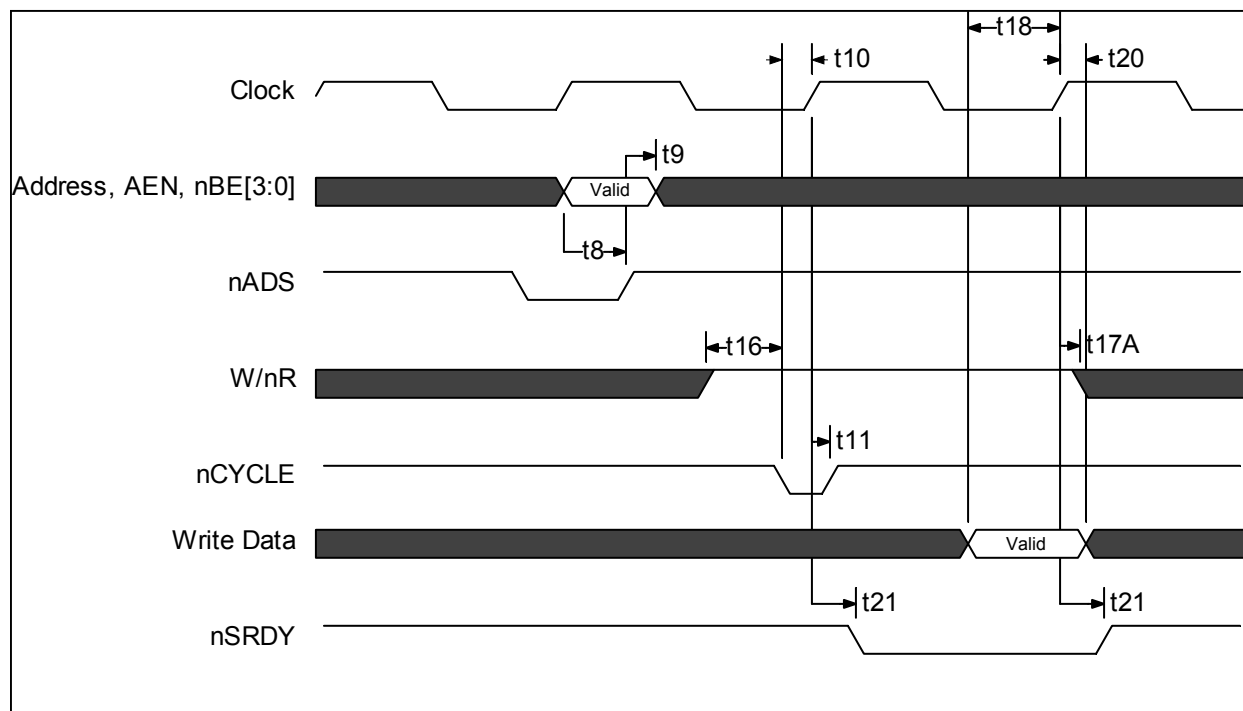 t18
t10
t20
Clock
t9
Address, AEN, nBE[3:0]
Valid
t8
nADS
t16
t17A
W/nR
t11
nCYCLE
Write Data
Valid
t21
t21
nSRDY